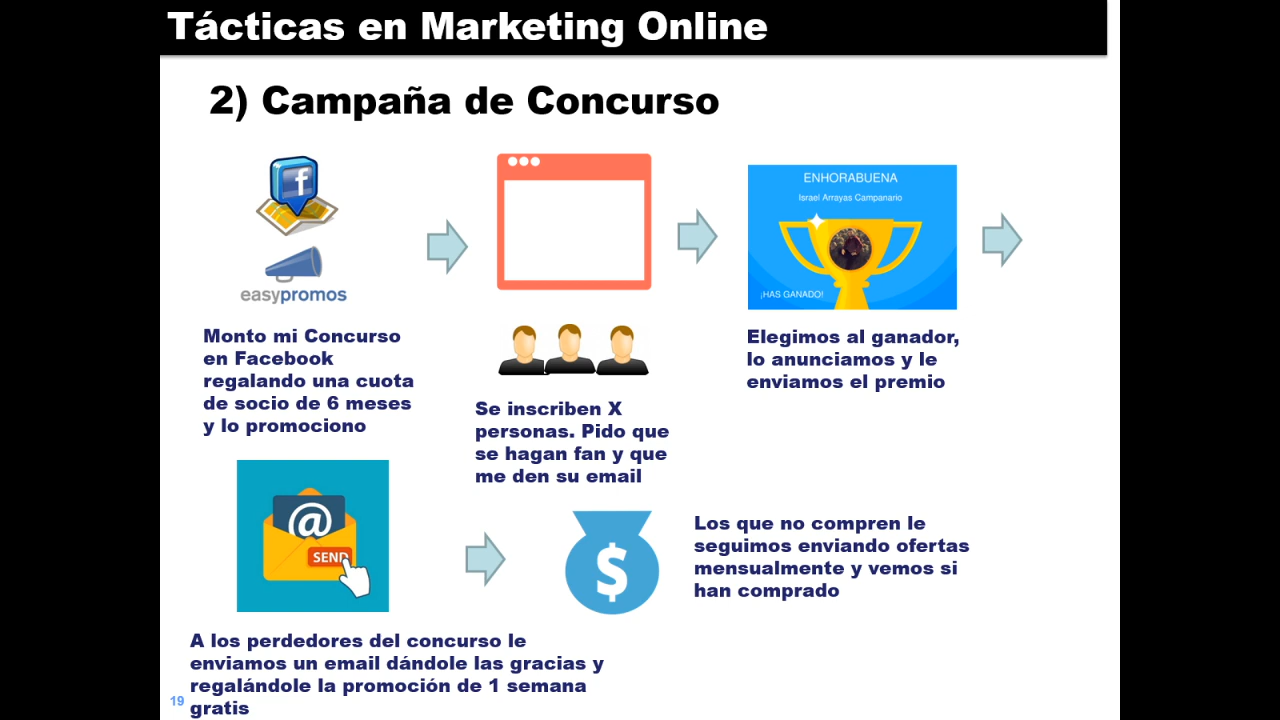 Tácticas en Marketing Online
2) Campaña de Concurso
f
easypromos
Monto mi Concurso
en Facebook
regalando una cuota
de socio de 6 meses
y lo promociono
Se inscriben X
personas. Pido que
se hagan fan y que
me den su email
ENHORABUENA
Israel Arrayas Campanario
¡HAS GANADO!
Elegimos al ganador,
lo anunciamos y le
enviamos el premio
@
SEND
A los perdedores del concurso le
enviamos un email dándole las gracias y
regalándole la promoción de 1 semana
gratis
$
Los que no compren le
seguimos enviando ofertas
mensualmente y vemos si
han comprado
19